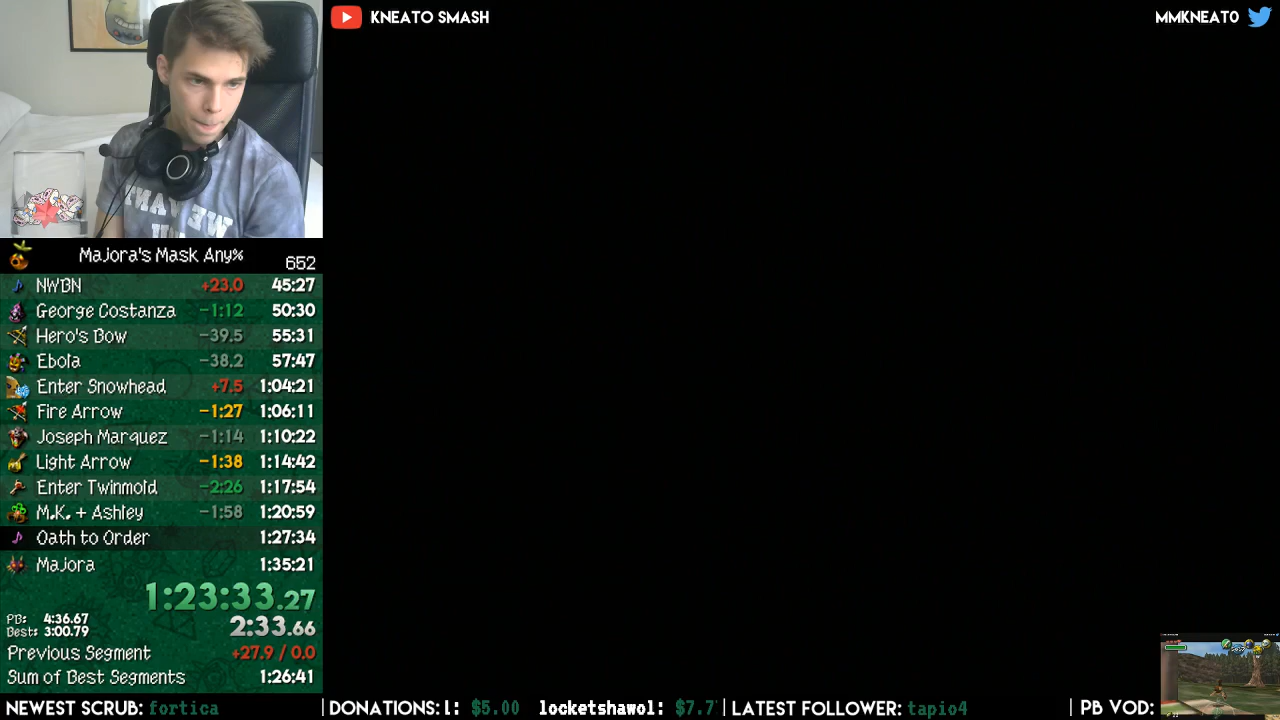 KNEATO SMASH
MMKNEATO
Majora's Mask Any%
652
NWBN +23.0 45:27
George Costanza -1:12 50:30
Hero's Bow -39.5 55:31
Ebola -38.2 57:47
Enter Snowhead +7.5 1:04:21
Fire Arrow -1:27 1:06:11
Joseph Marquez -1:14 1:10:22
Light Arrow -1:38 1:14:42
Enter Twinmold -2:26 1:17:54
M.K. + Ashley -1:58 1:20:59
Oath to Order 1:27:34
Majora 1:35:21
1:23:33.27
PB: 4:36.67
Best: 3:00.79
2:33.66
Previous Segment +27.9 / 0.0
Sum of Best Segments 1:26:41
NEWEST SCRUB: fortica | DONATIONS: l: $5.00 locketshawol: $7.7 | LATEST FOLLOWER: tapio4 | PB VOD: